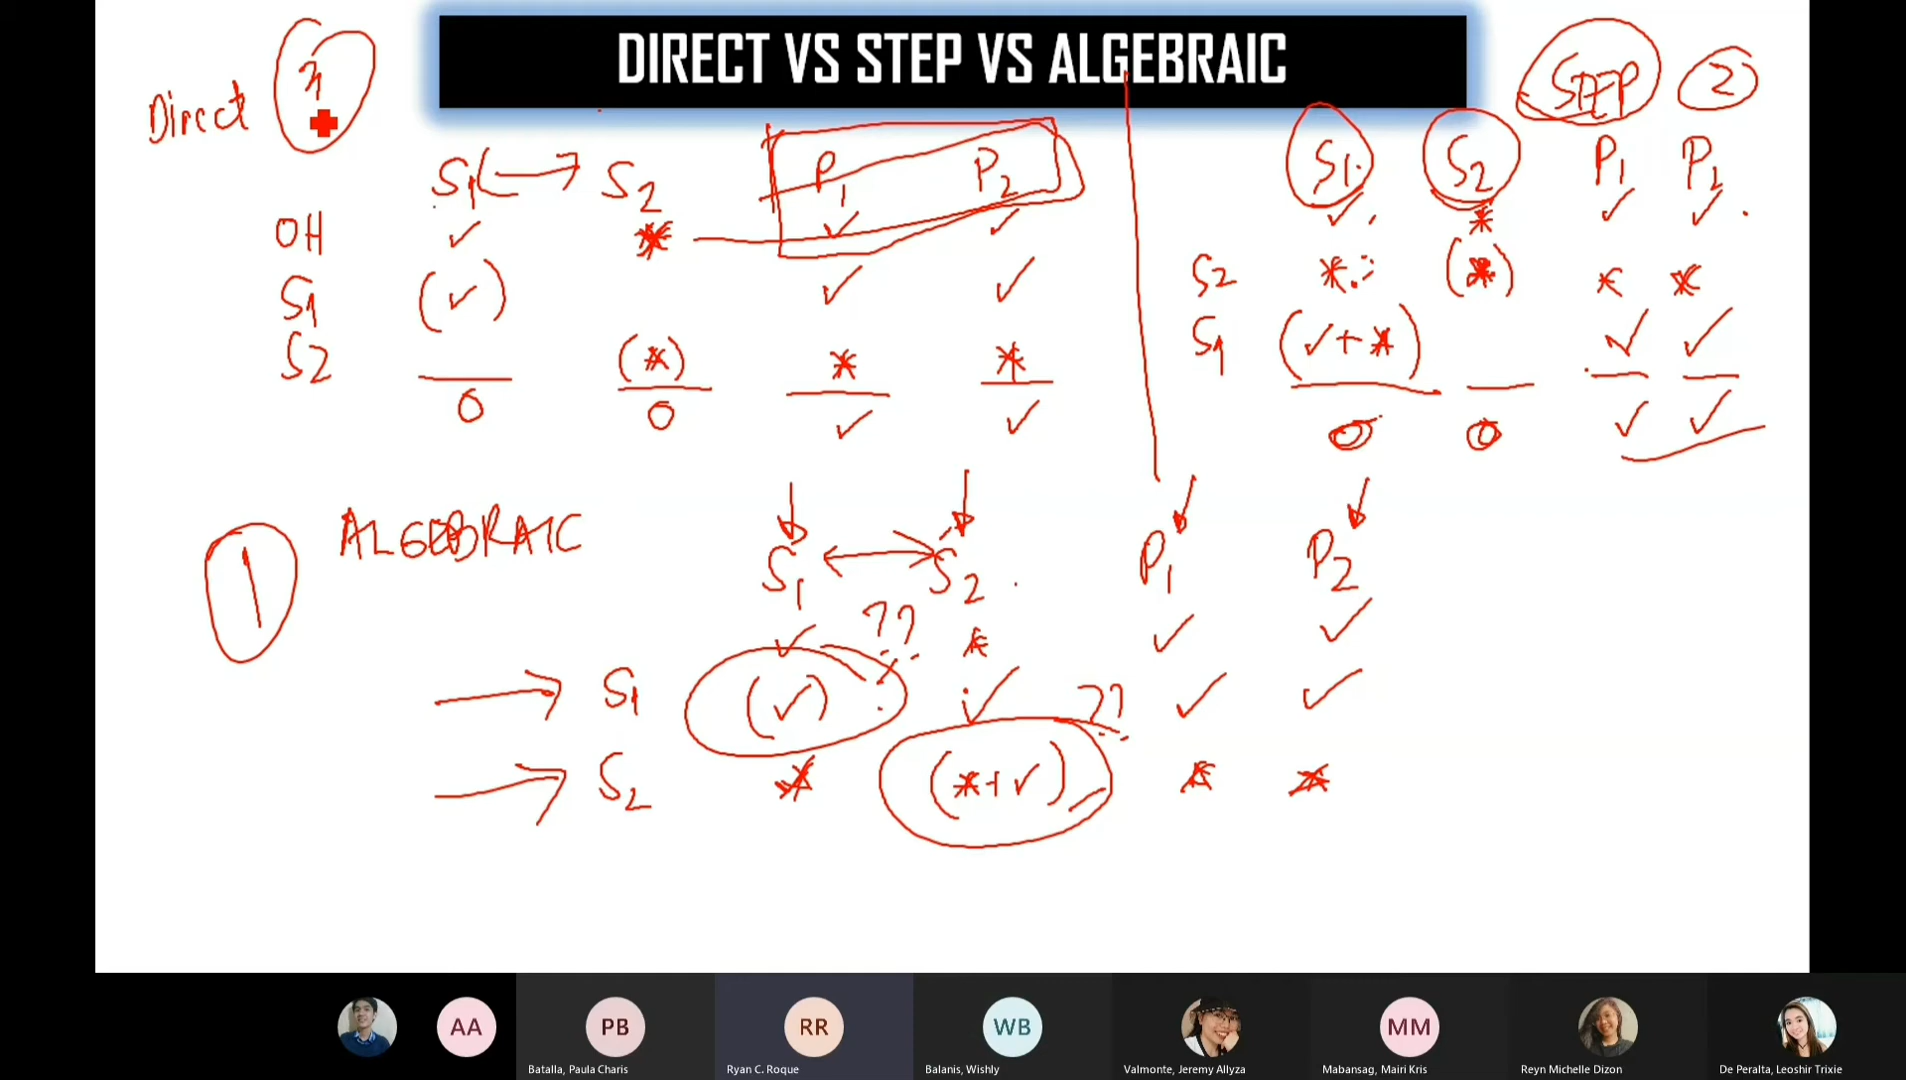 DIRECT VS STEP VS ALGEBRAIC
Direct 3
STEP 2
S1 ↔ S2 P1 P2
OH ✓ * ✓ ✓
S1 (✓) ✓ ✓
S2 (*) * *
0 0 ✓ ✓
S1 S2 P1 P2
✓ * ✓ ✓
S2 * (*) * *
S1 (✓+*) ✓ ✓
0 0 ✓ ✓
1 ALGEBRAIC
S1 ↔ S2 P1 P2
✓ ?? * ✓ ✓
→ S1 (✓) ✓ ?? ✓ ✓
→ S2 * (*+✓) * *
AA
PB
RR
WB
MM
Batalla, Paula Charis
Ryan C. Roque
Balanis, Wishly
Valmonte, Jeremy Allyza
Mabansag, Mairi Kris
Reyn Michelle Dizon
De Peralta, Leoshir Trixie